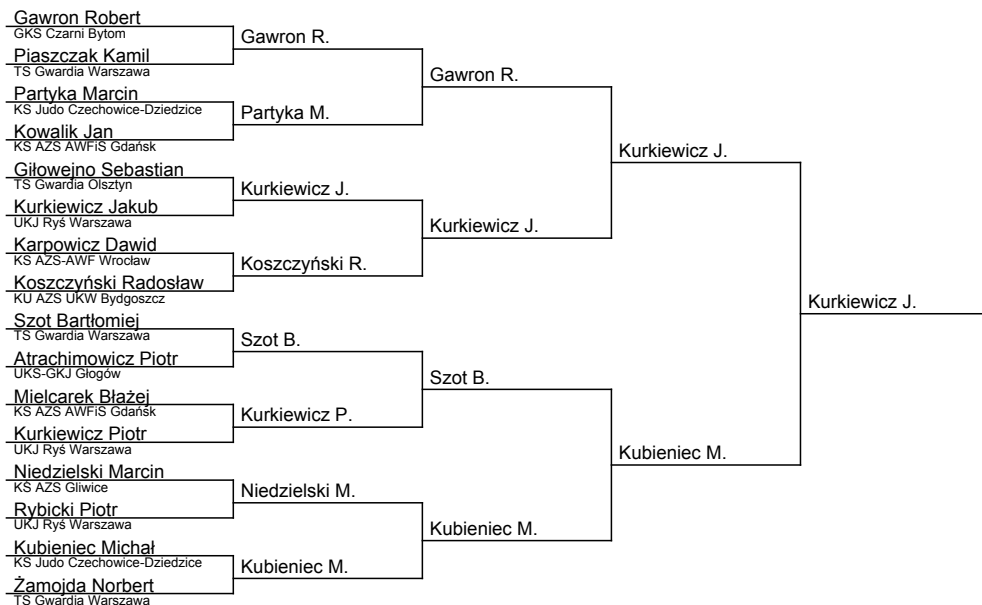 Gawron Robert
GKS Czarni Bytom
Piaszczak Kamil
TS Gwardia Warszawa
Partyka Marcin
KS Judo Czechowice-Dziedzice
Kowalik Jan
KS AZS AWFiS Gdańsk
Giłowejno Sebastian
TS Gwardia Olsztyn
Kurkiewicz Jakub
UKJ Ryś Warszawa
Karpowicz Dawid
KS AZS-AWF Wrocław
Koszczyński Radosław
KU AZS UKW Bydgoszcz
Szot Bartłomiej
TS Gwardia Warszawa
Atrachimowicz Piotr
UKS-GKJ Głogów
Mielcarek Błażej
KS AZS AWFiS Gdańsk
Kurkiewicz Piotr
UKJ Ryś Warszawa
Niedzielski Marcin
KS AZS Gliwice
Rybicki Piotr
UKJ Ryś Warszawa
Kubieniec Michał
KS Judo Czechowice-Dziedzice
Żamojda Norbert
TS Gwardia Warszawa
Gawron R.
Partyka M.
Kurkiewicz J.
Koszczyński R.
Szot B.
Kurkiewicz P.
Niedzielski M.
Kubieniec M.
Gawron R.
Kurkiewicz J.
Szot B.
Kubieniec M.
Kurkiewicz J.
Kubieniec M.
Kurkiewicz J.